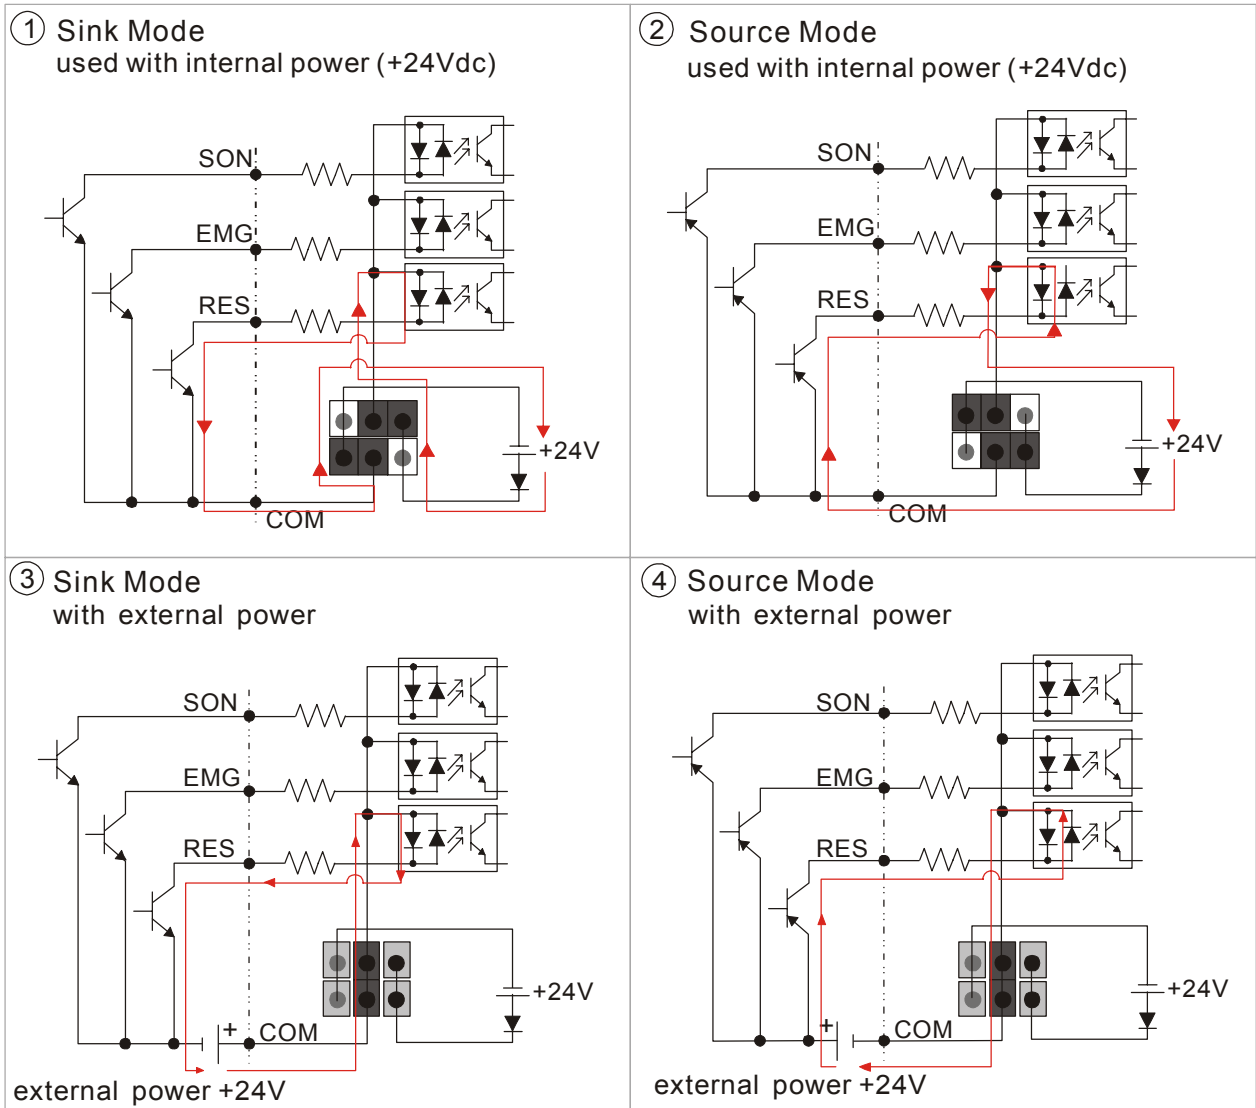 1 Sink Mode
used with internal power (+24Vdc)
SON
EMG
RES
+24V
COM
2 Source Mode
used with internal power (+24Vdc)
SON
EMG
RES
+24V
COM
3 Sink Mode
with external power
SON
EMG
RES
+24V
+
COM
external power +24V
4 Source Mode
with external power
SON
EMG
RES
+24V
+
COM
external power +24V